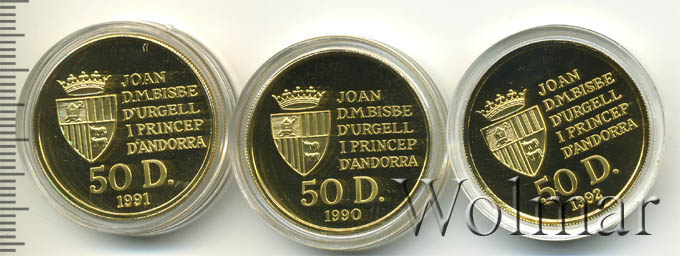 JOAN
D.M.BISBE
D'URGELL
I PRINCEP
D'ANDORRA
50 D.
1991
JOAN
D.M.BISBE
D'URGELL
I PRINCEP
D'ANDORRA
50 D.
1990
JOAN
D.M.BISBE
D'URGELL
I PRINCEP
D'ANDORRA
50 D.
1992
Wolmar